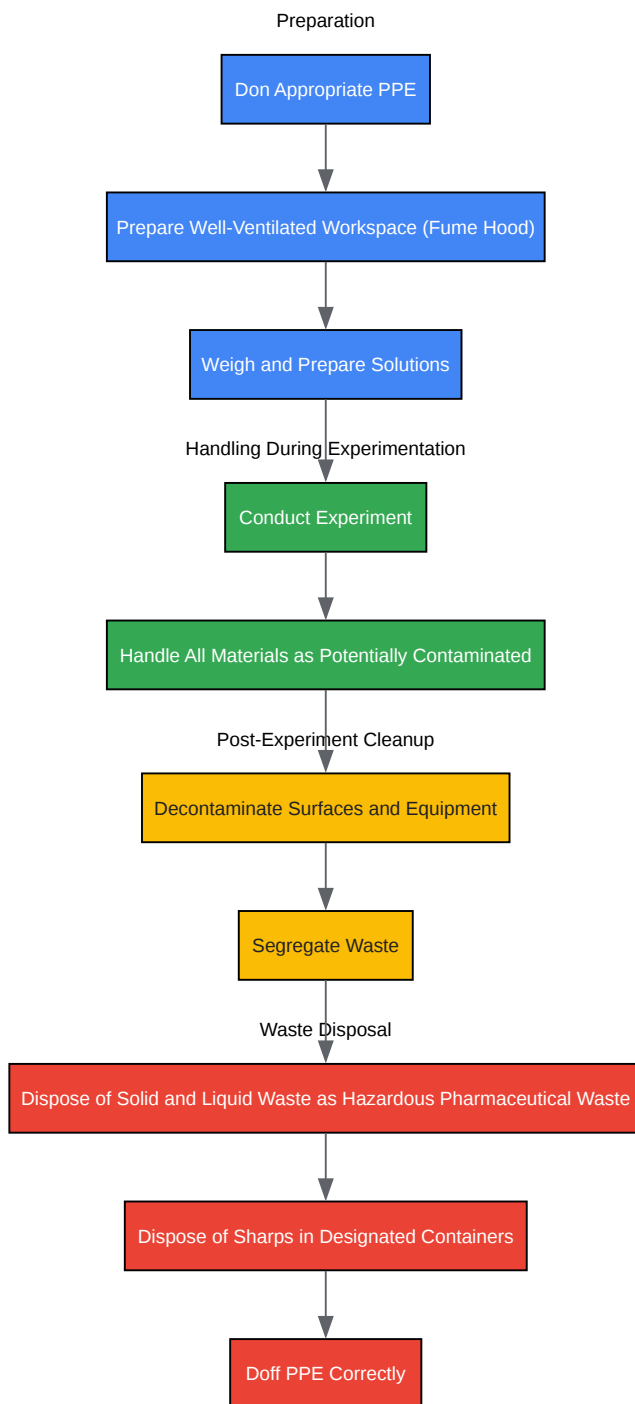 Preparation
Don Appropriate PPE
Prepare Well-Ventilated Workspace (Fume Hood)
Weigh and Prepare Solutions
Handling During Experimentation
Conduct Experiment
Handle All Materials as Potentially Contaminated
Post-Experiment Cleanup
Decontaminate Surfaces and Equipment
Segregate Waste
Waste Disposal
Dispose of Solid and Liquid Waste as Hazardous Pharmaceutical Waste
Dispose of Sharps in Designated Containers
Doff PPE Correctly